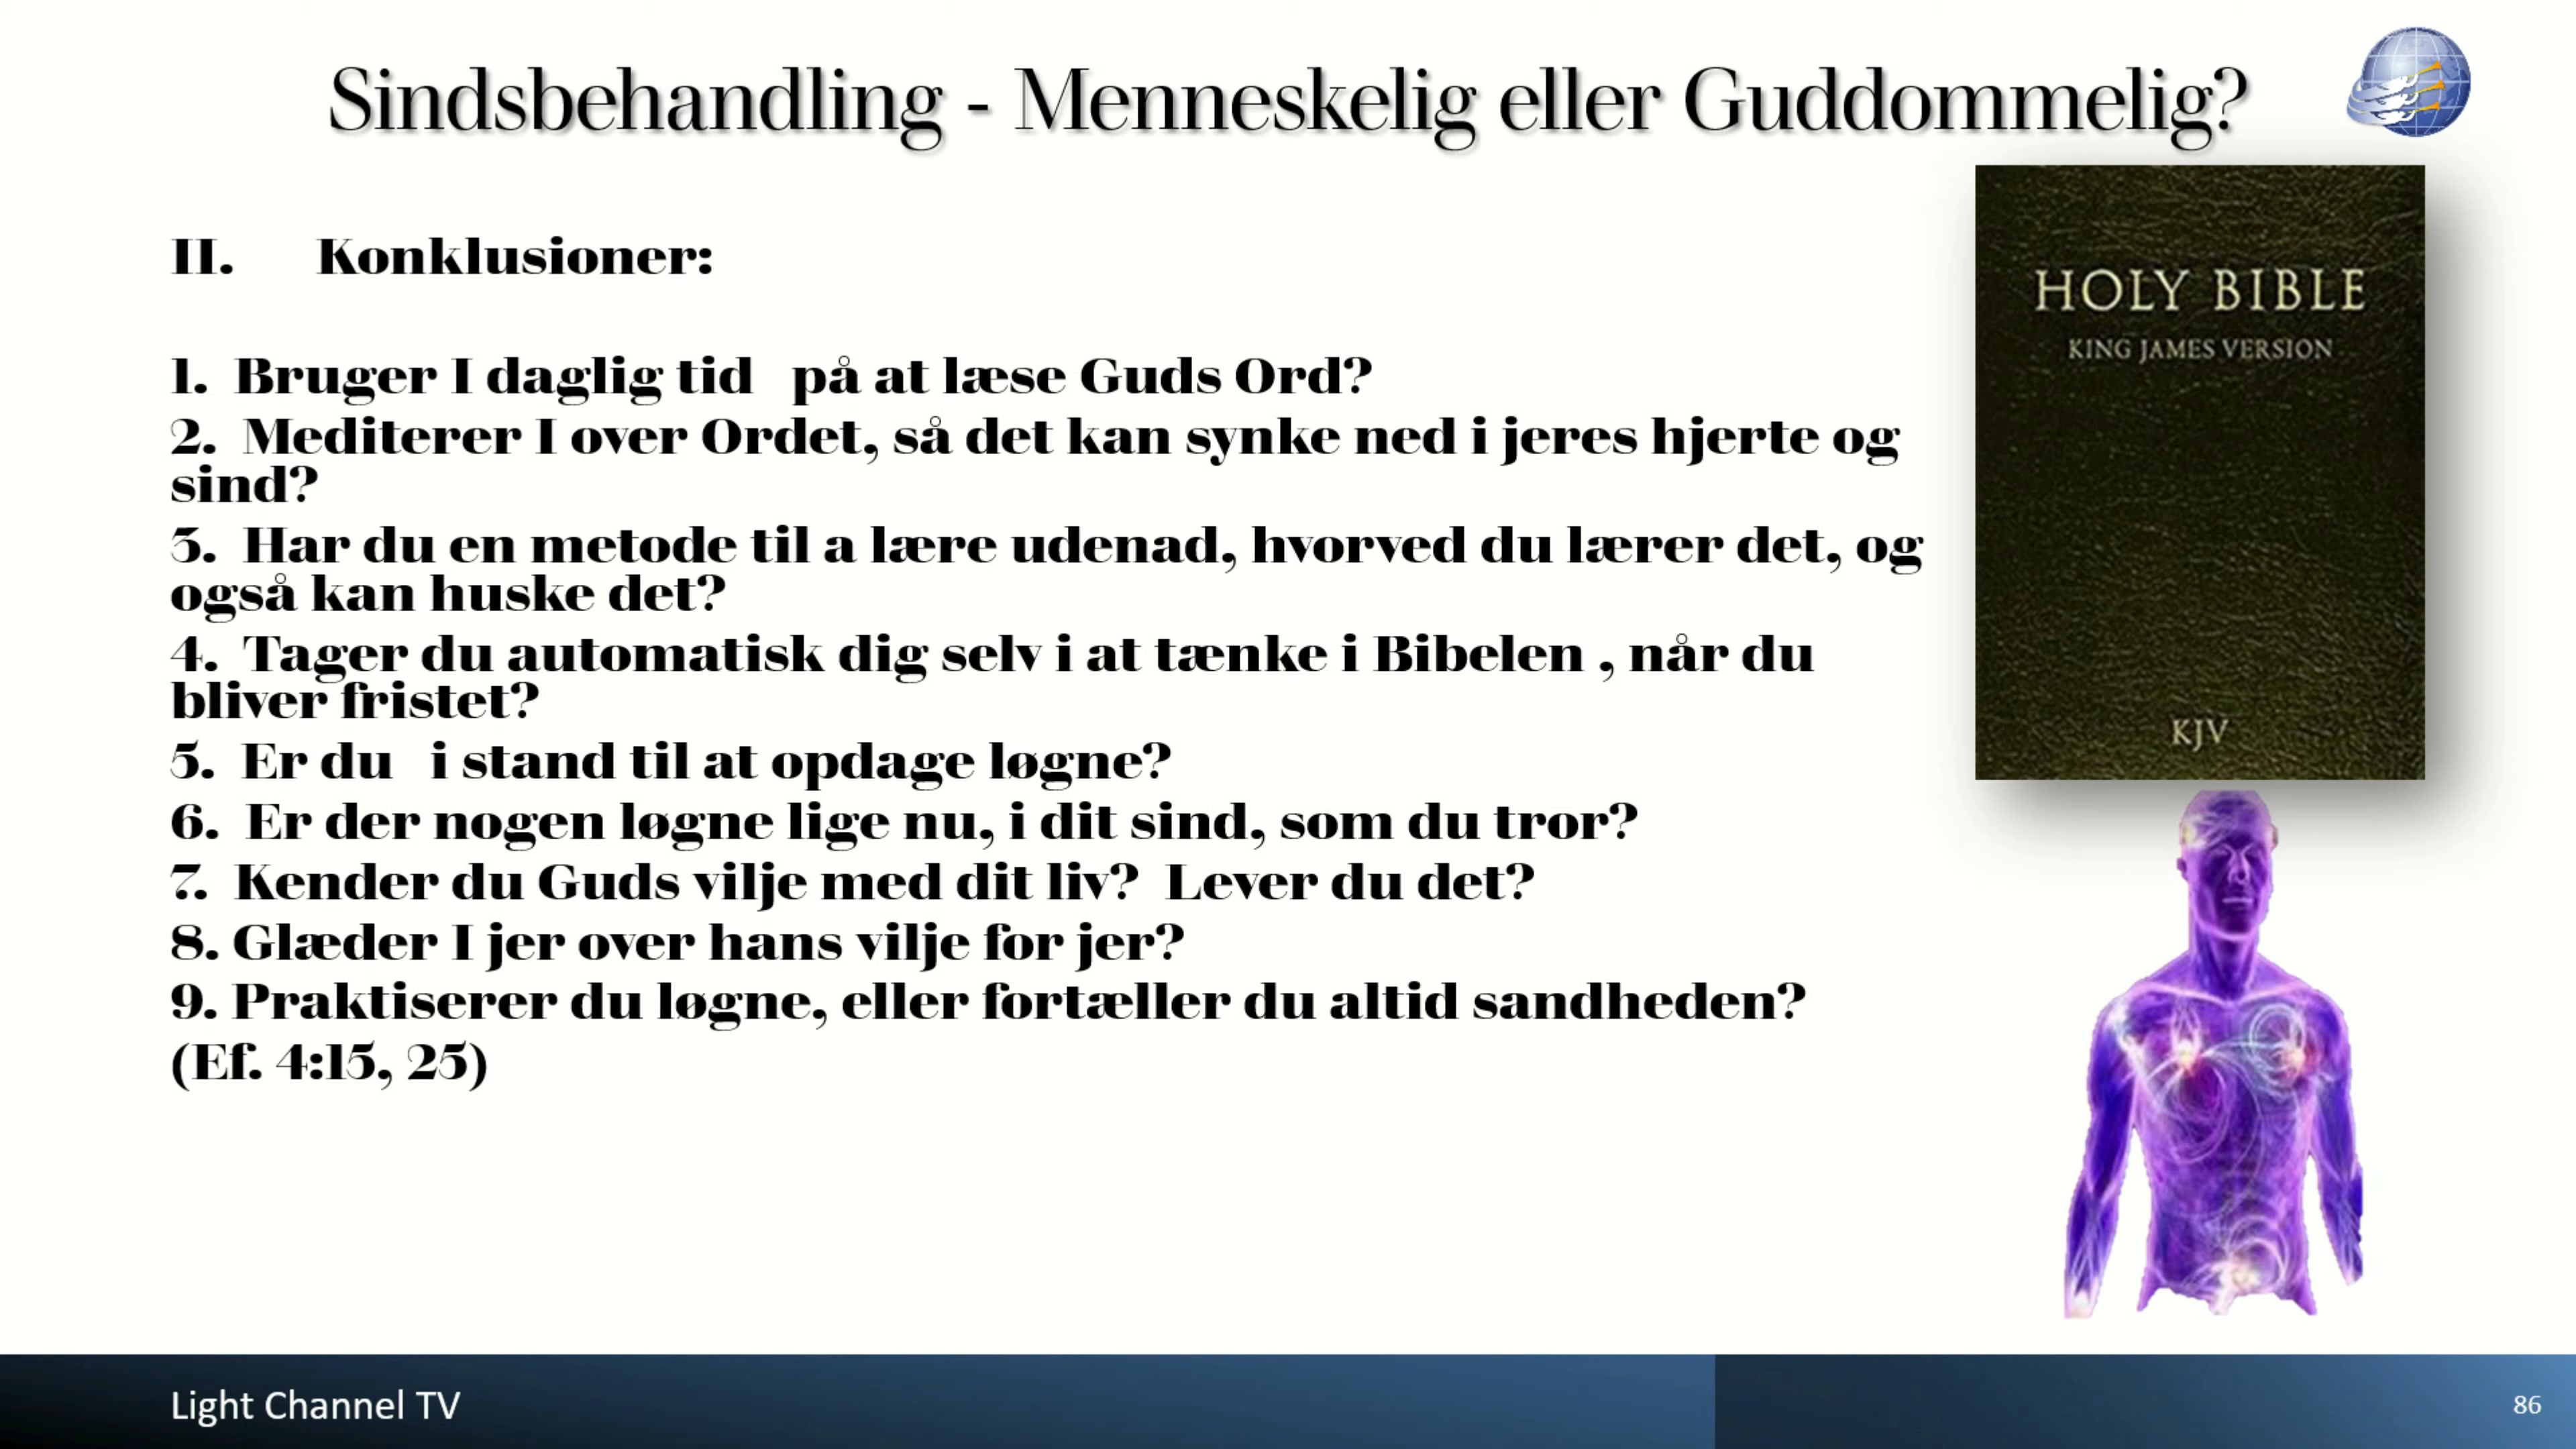 Sindsbehandling - Menneskelig eller Guddommelig?
II. Konklusioner:
1. Bruger I daglig tid på at læse Guds Ord?
2. Mediterer I over Ordet, så det kan synke ned i jeres hjerte og
sind?
3. Har du en metode til a lære udenad, hvorved du lærer det, og
også kan huske det?
4. Tager du automatisk dig selv i at tænke i Bibelen , når du
bliver fristet?
5. Er du i stand til at opdage løgne?
6. Er der nogen løgne lige nu, i dit sind, som du tror?
7. Kender du Guds vilje med dit liv? Lever du det?
8. Glæder I jer over hans vilje for jer?
9. Praktiserer du løgne, eller fortæller du altid sandheden?
(Ef. 4:15, 25)
HOLY BIBLE
KING JAMES VERSION
KJV
Light Channel TV
86